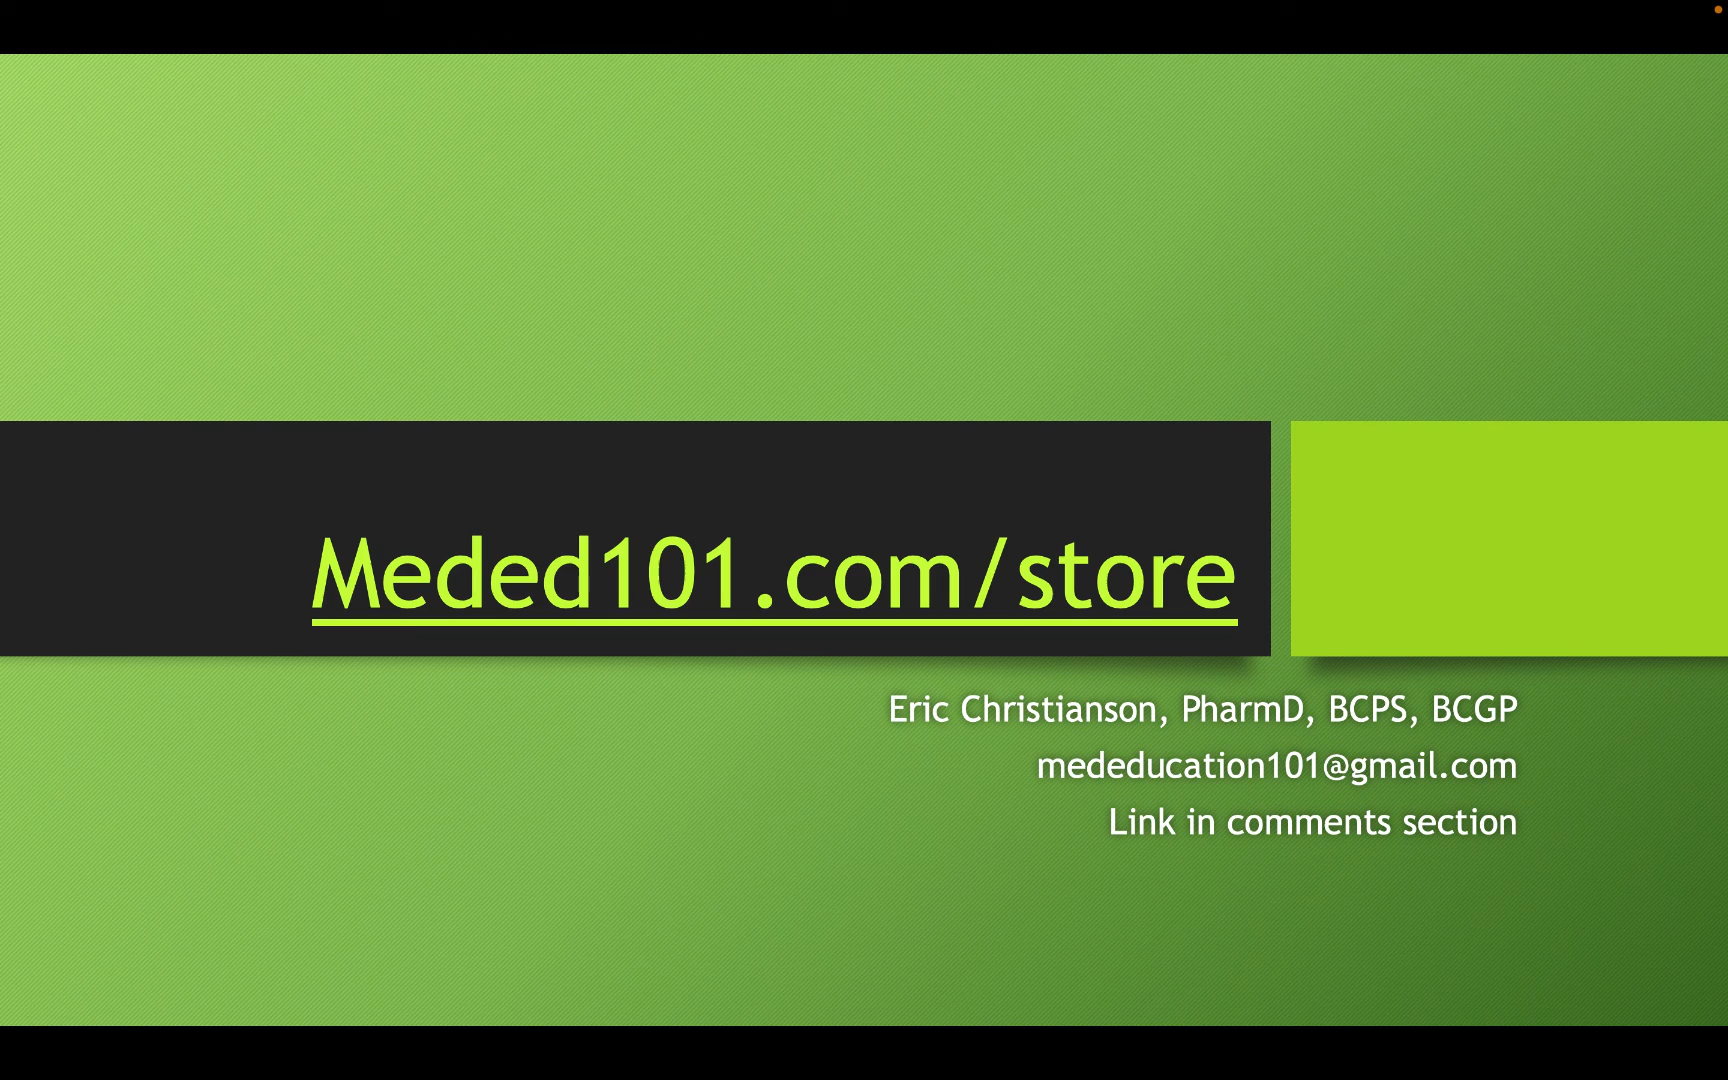 Meded101.com/store
Eric Christianson, PharmD, BCPS, BCGP
mededucation101@gmail.com
Link in comments section